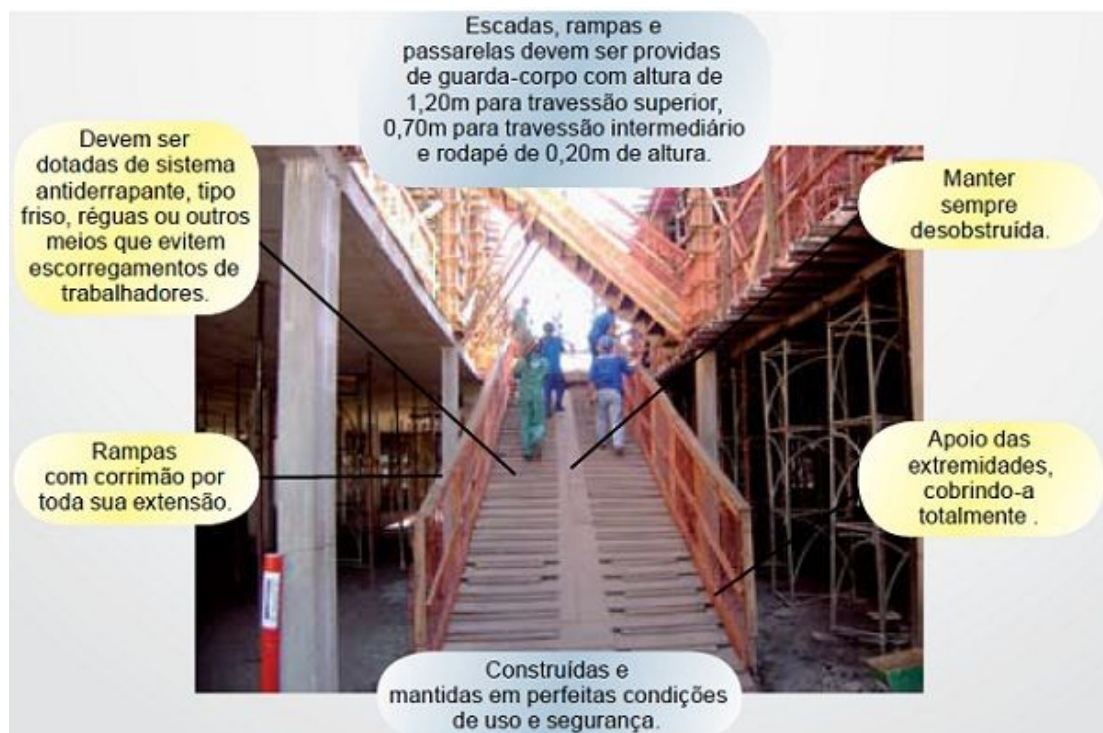 Escadas, rampas e
passarelas devem ser providas
de guarda-corpo com altura de
1,20m para travessão superior,
0,70m para travessão intermediário
e rodapé de 0,20m de altura.
Devem ser
dotadas de sistema
antiderrapante, tipo
friso, réguas ou outros
meios que evitem
escorregamentos de
trabalhadores.
Manter
sempre
desobstruída.
Rampas
com corrimão por
toda sua extensão.
Apoio das
extremidades,
cobrindo-a
totalmente .
Construídas e
mantidas em perfeitas condições
de uso e segurança.